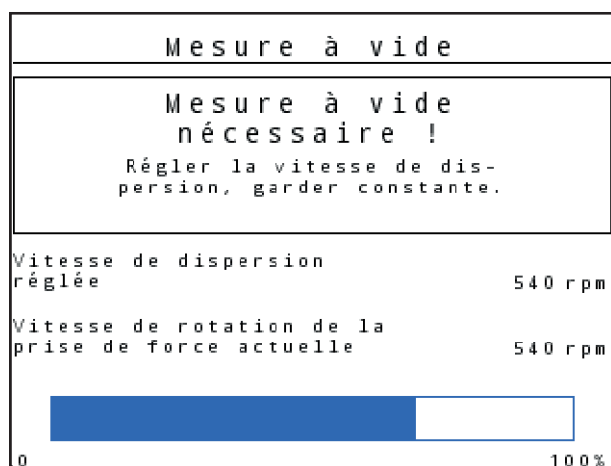 Mesure à vide
Mesure à vide
nécessaire !
Régler la vitesse de dis-
persion, garder constante.
Vitesse de dispersion
réglée 540 rpm
Vitesse de rotation de la
prise de force actuelle 540 rpm
0 100%